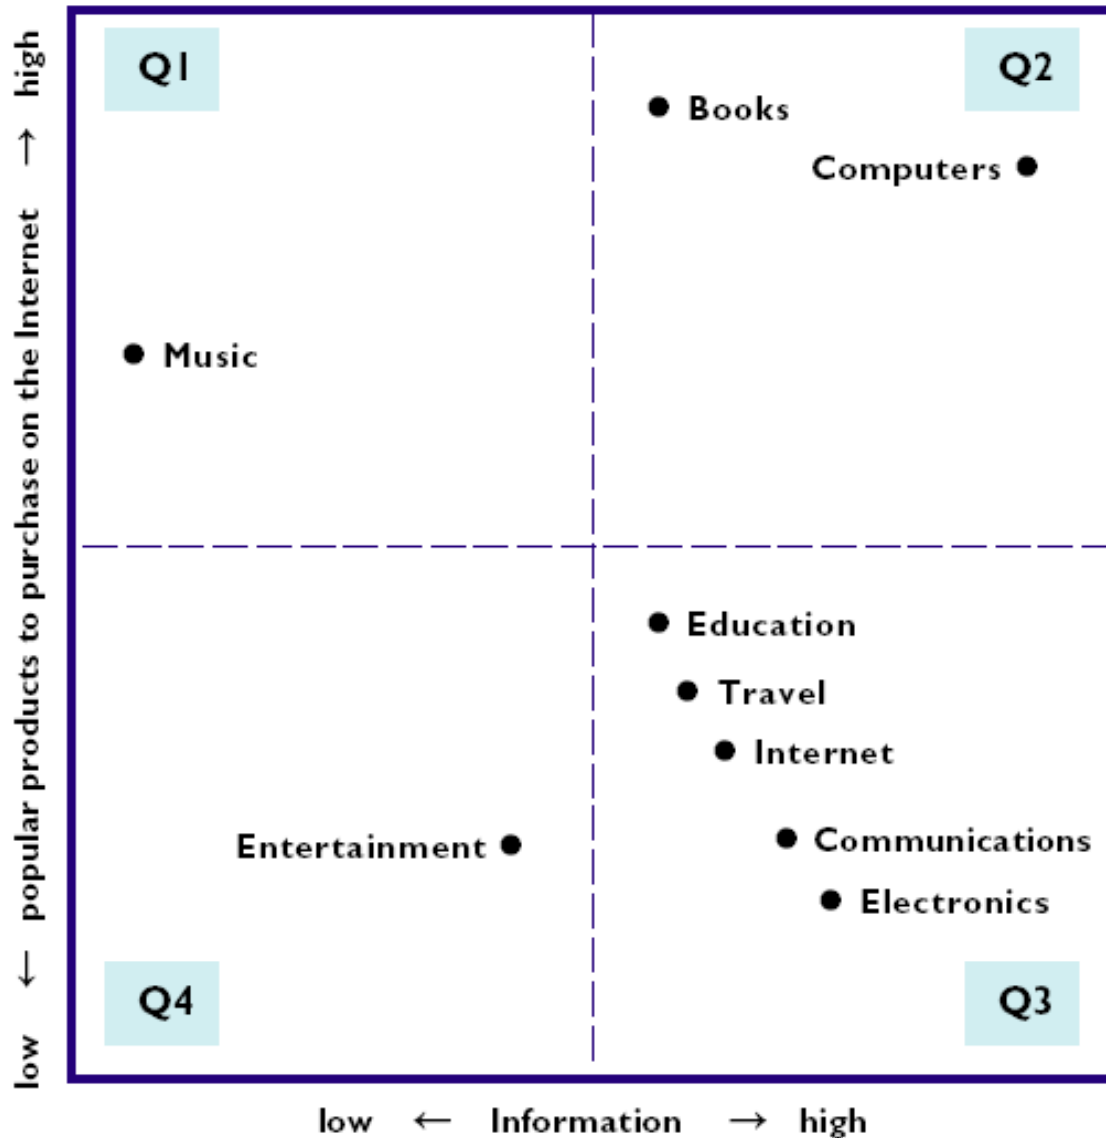 low ← popular products to purchase on the Internet → high
Q1
Q2
Books
Computers
Music
Education
Travel
Internet
Communications
Entertainment
Electronics
Q4
Q3
low ← Information → high